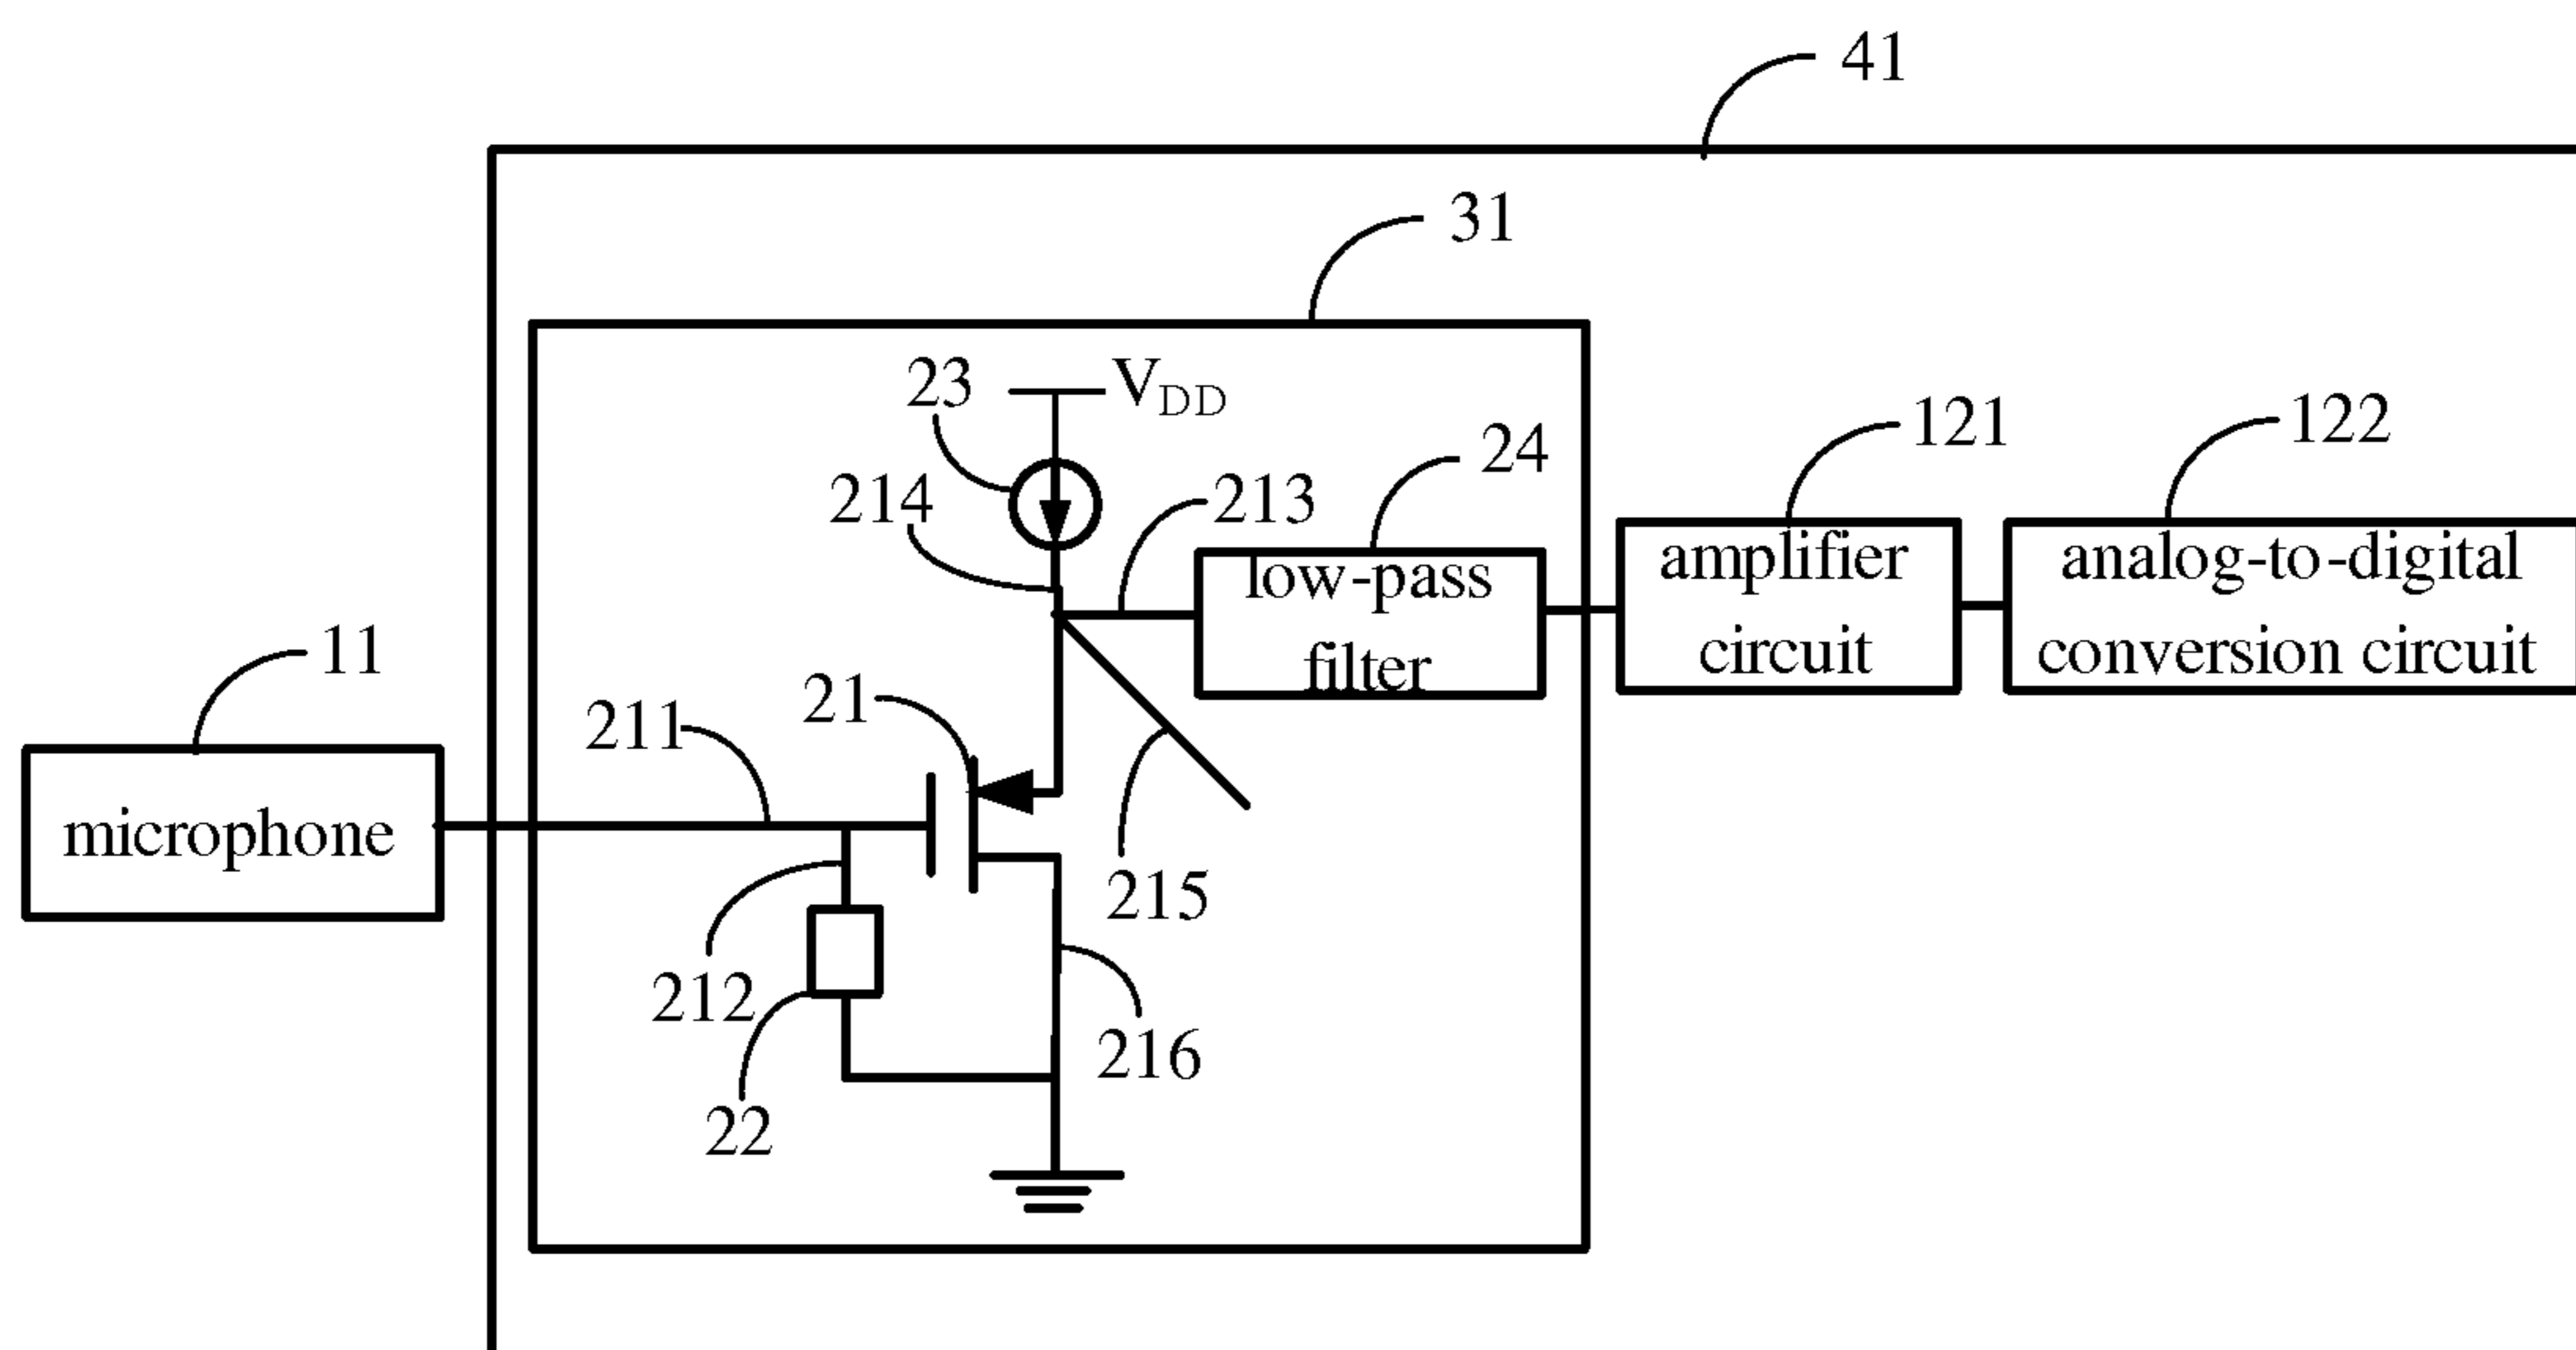 41
31
23
V_DD
24
121
122
214
213
low-pass
filter
amplifier
circuit
analog-to-digital
conversion circuit
11
211
21
microphone
215
212
216
22